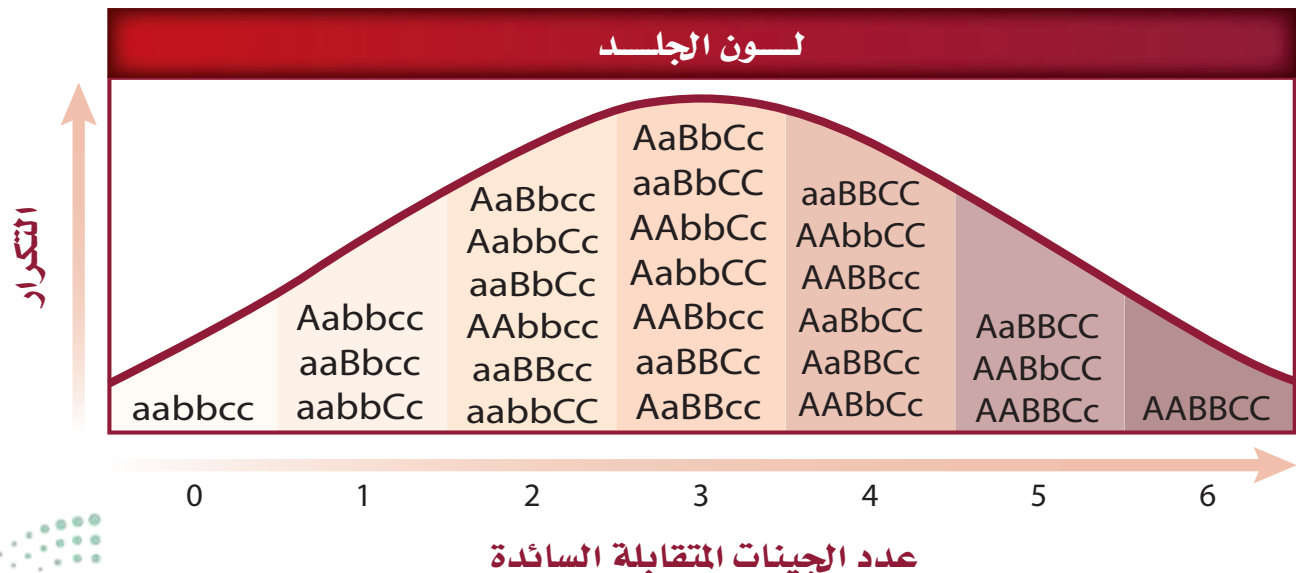 لـــون الجلـــد
التكرار
aabbcc
Aabbcc
aaBbcc
aabbCc
AaBbcc
AabbCc
aaBbCc
AAbbcc
aaBBcc
aabbCC
AaBbCc
aaBbCC
AAbbCc
AabbCC
AABbcc
aaBBCc
AaBBcc
aaBBCC
AAbbCC
AABBcc
AaBbCC
AaBBCc
AABbCc
AaBBCC
AABbCC
AABBCc
AABBCC
0 1 2 3 4 5 6
عدد الجينات المتقابلة السائدة